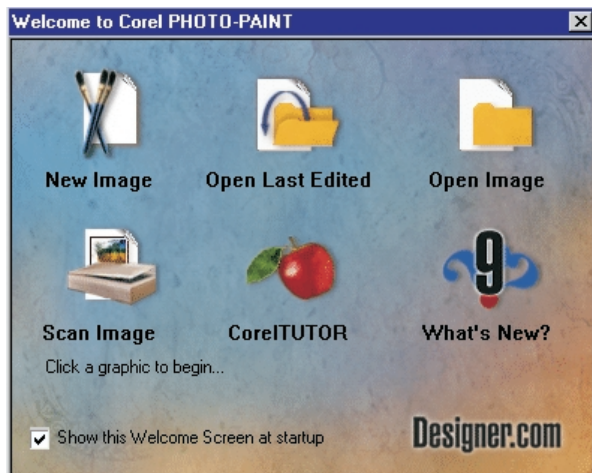 Welcome to Corel PHOTO-PAINT
New Image Open Last Edited Open Image
9
Scan Image CorelTUTOR What's New?
Click a graphic to begin...
Show this Welcome Screen at startup
Designer.com